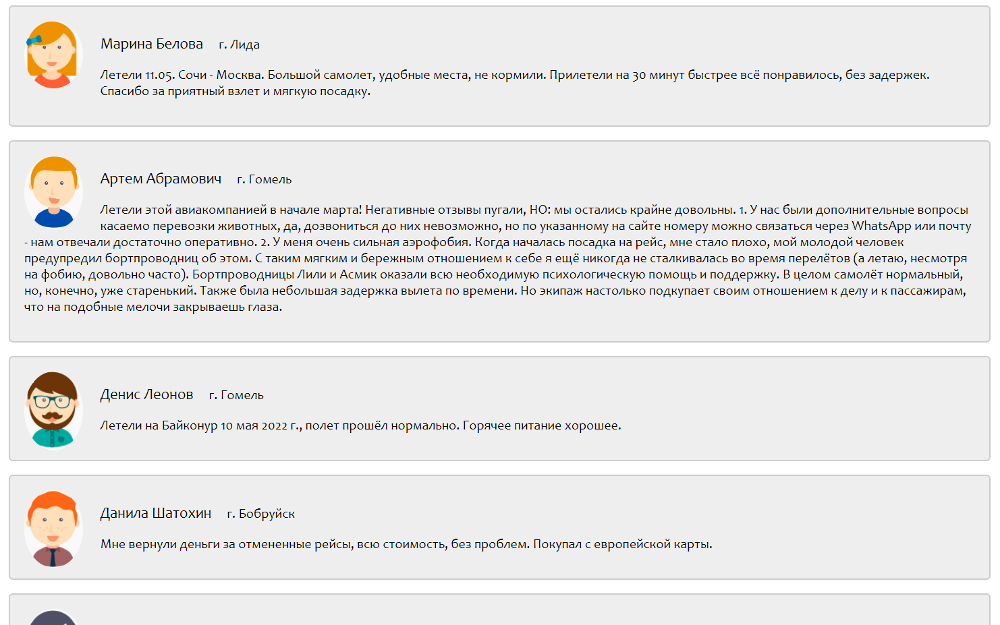 Марина Белова г. Лида
Летели 11.05. Сочи - Москва. Большой самолет, удобные места, не кормили. Прилетели на 30 минут быстрее всё понравилось, без задержек.
Спасибо за приятный взлет и мягкую посадку.
Артем Абрамович г. Гомель
Летели этой авиакомпанией в начале марта! Негативные отзывы пугали, НО: мы остались крайне довольны. 1. У нас были дополнительные вопросы
касаемо перевозки животных, да, дозвониться до них невозможно, но по указанному на сайте номеру можно связаться через WhatsApp или почту
- нам отвечали достаточно оперативно. 2. У меня очень сильная аэрофобия. Когда началась посадка на рейс, мне стало плохо, мой молодой человек
предупредил бортпроводниц об этом. С таким мягким и бережным отношением к себе я ещё никогда не сталкивалась во время перелётов (а летаю, несмотря
на фобию, довольно часто). Бортпроводницы Лили и Асмик оказали всю необходимую психологическую помощь и поддержку. В целом самолёт нормальный,
но, конечно, уже старенький. Также была небольшая задержка вылета по времени. Но экипаж настолько подкупает своим отношением к делу и к пассажирам,
что на подобные мелочи закрываешь глаза.
Денис Леонов г. Гомель
Летели на Байконур 10 мая 2022 г., полет прошёл нормально. Горячее питание хорошее.
Данила Шатохин г. Бобруйск
Мне вернули деньги за отмененные рейсы, всю стоимость, без проблем. Покупал с европейской карты.